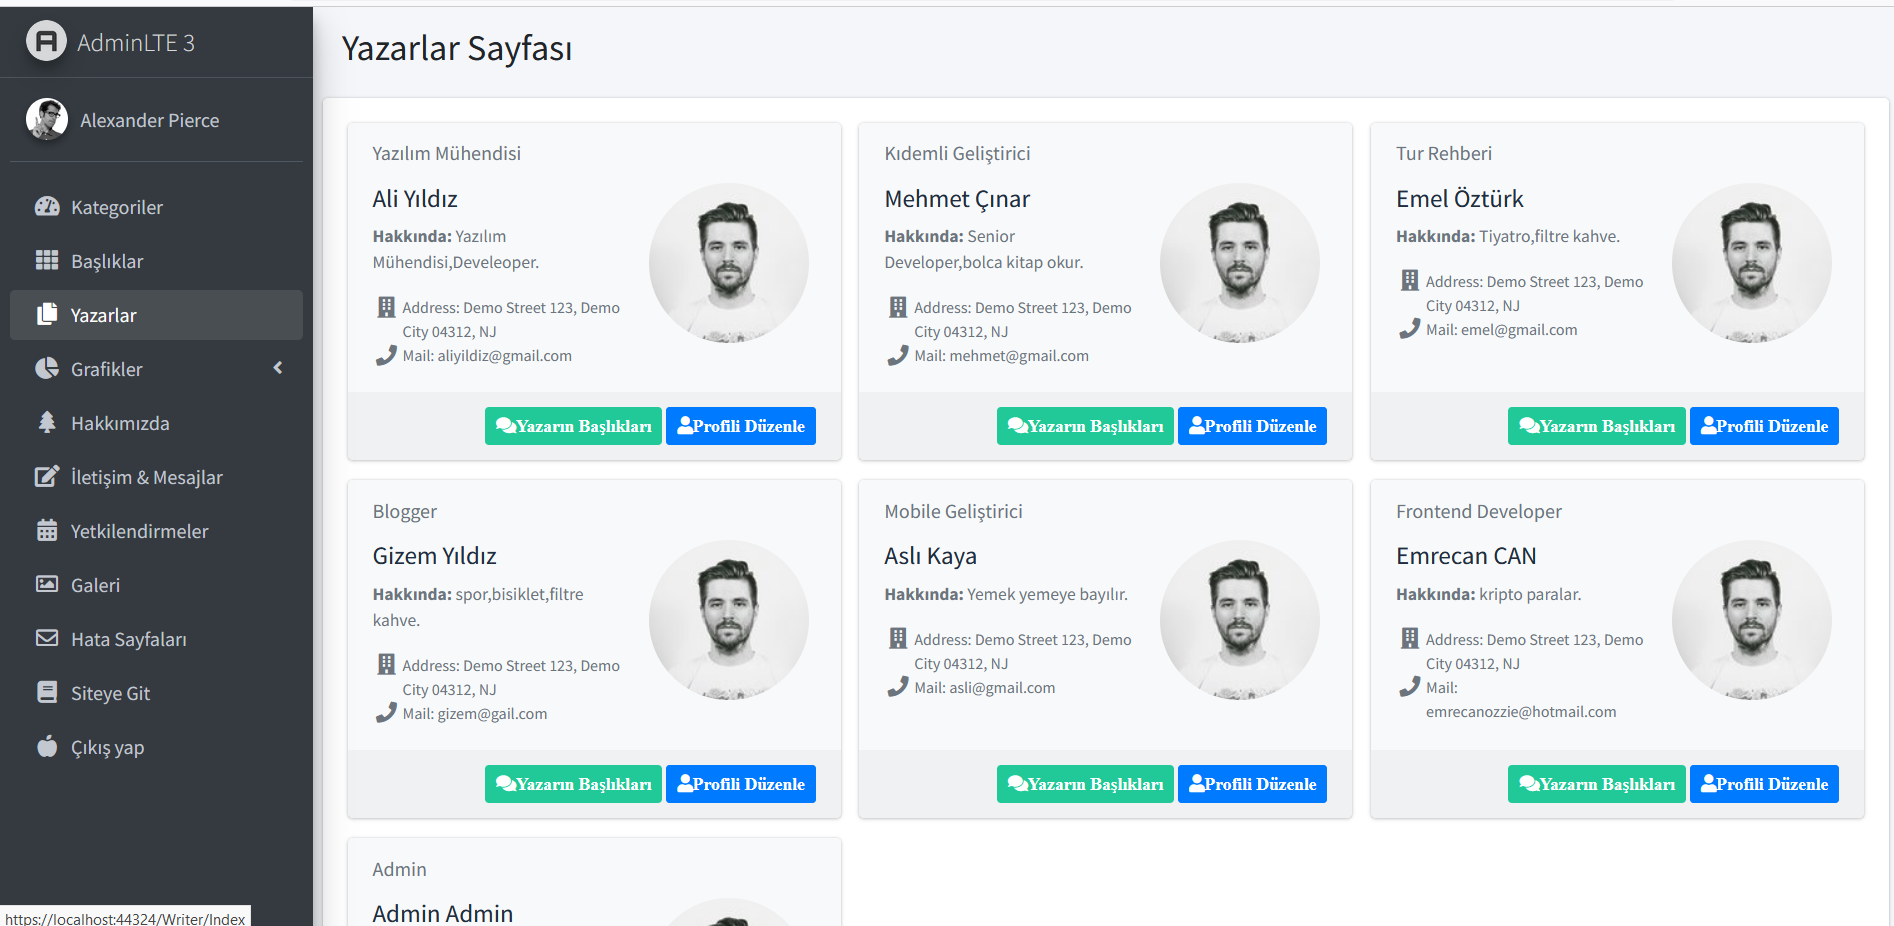 AdminLTE 3
Alexander Pierce
Kategoriler
Başlıklar
Yazarlar
Grafikler
Hakkımızda
İletişim & Mesajlar
Yetkilendirmeler
Galeri
Hata Sayfaları
Siteye Git
Çıkış yap
Yazarlar Sayfası
Yazılım Mühendisi
Ali Yıldız
Hakkında: Yazılım
Mühendisi,Develeoper.
Address: Demo Street 123, Demo
City 04312, NJ
Mail: aliyildiz@gmail.com
Yazarın Başlıkları Profili Düzenle
Kıdemli Geliştirici
Mehmet Çınar
Hakkında: Senior
Developer,bolca kitap okur.
Address: Demo Street 123, Demo
City 04312, NJ
Mail: mehmet@gmail.com
Yazarın Başlıkları Profili Düzenle
Tur Rehberi
Emel Öztürk
Hakkında: Tiyatro,filtre kahve.
Address: Demo Street 123, Demo
City 04312, NJ
Mail: emel@gmail.com
Yazarın Başlıkları Profili Düzenle
Blogger
Gizem Yıldız
Hakkında: spor,bisiklet,filtre
kahve.
Address: Demo Street 123, Demo
City 04312, NJ
Mail: gizem@gail.com
Yazarın Başlıkları Profili Düzenle
Mobile Geliştirici
Aslı Kaya
Hakkında: Yemek yemeye bayılır.
Address: Demo Street 123, Demo
City 04312, NJ
Mail: asli@gmail.com
Yazarın Başlıkları Profili Düzenle
Frontend Developer
Emrecan CAN
Hakkında: kripto paralar.
Address: Demo Street 123, Demo
City 04312, NJ
Mail:
emrecanozzie@hotmail.com
Yazarın Başlıkları Profili Düzenle
Admin
Admin Admin
https://localhost:44324/Writer/Index